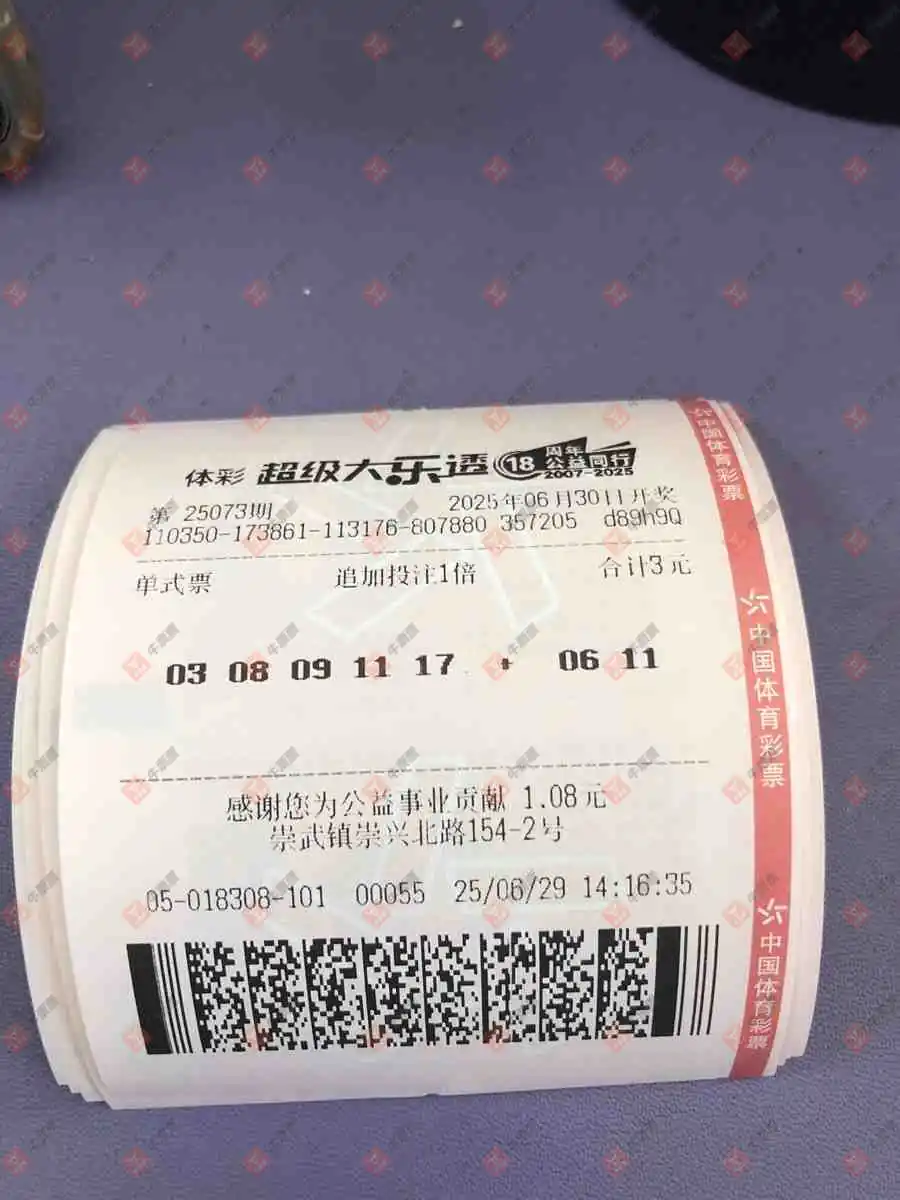 体彩 超级大乐透 18 周年 公益同行 2007-2025
第 25073期 2025年06月30日开奖
110350-173861-113176-807880 357205 d89h9Q
单式票 追加投注1倍 合计3元
03 08 09 11 17 + 06 11
感谢您为公益事业贡献 1.08元
崇武镇崇兴北路154-2号
05-018308-101 00055 25/06/29 14:16:35
中国体育彩票
中国体育彩票
中国体育彩票